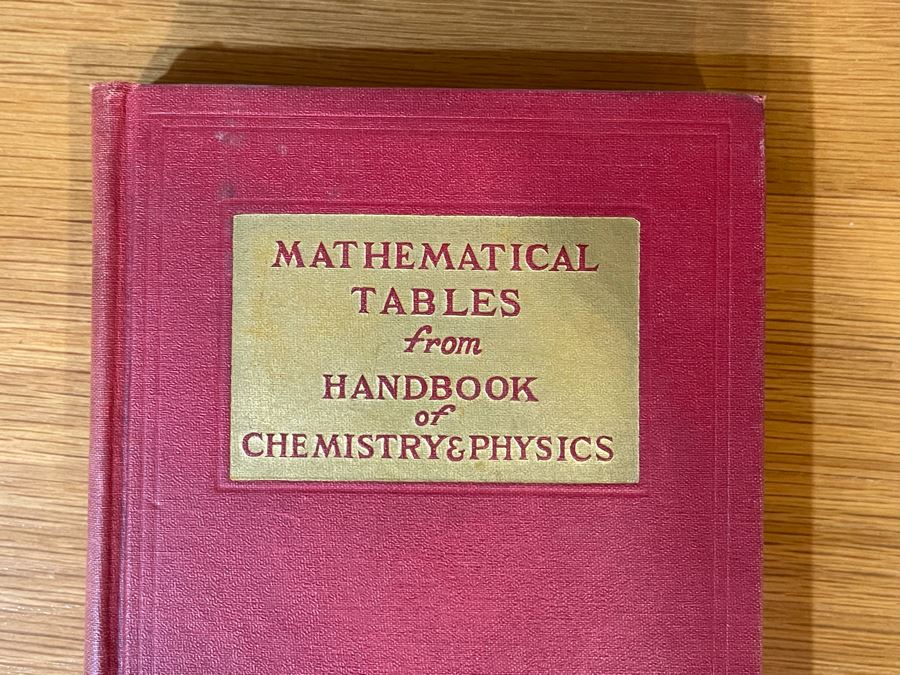 MATHEMATICAL
TABLES
from
HANDBOOK
of
CHEMISTRY & PHYSICS